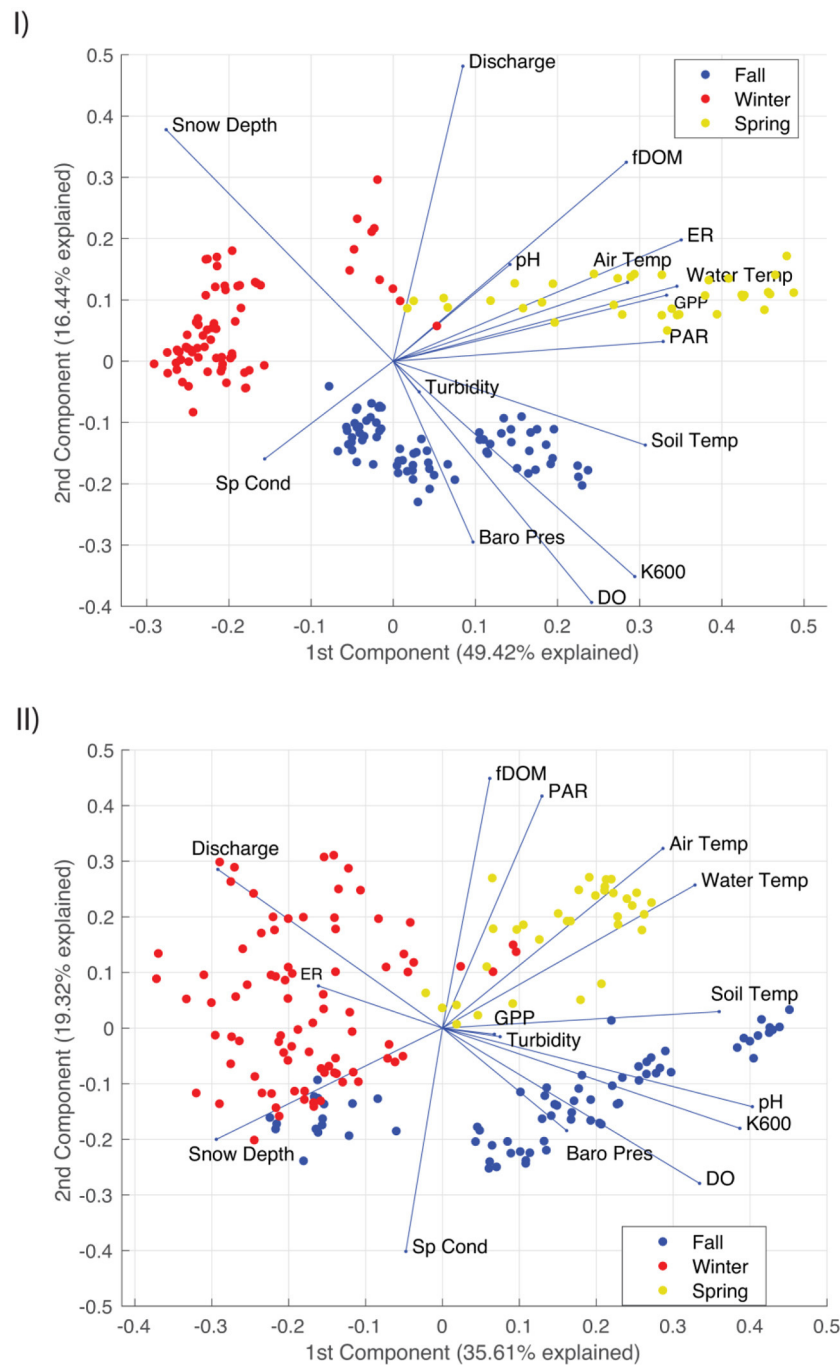 I)
0.5
0.4
0.3
0.2
0.1
0
-0.1
-0.2
-0.3
-0.4
2nd Component (16.44% explained)
Discharge
Snow Depth
fDOM
ER
pH
Air Temp
Water Temp
GPP
PAR
Turbidity
Soil Temp
Sp Cond
Baro Pres
K600
DO
Fall
Winter
Spring
-0.3 -0.2 -0.1 0 0.1 0.2 0.3 0.4 0.5
1st Component (49.42% explained)
II)
0.5
0.4
0.3
0.2
0.1
0
-0.1
-0.2
-0.3
-0.4
-0.5
2nd Component (19.32% explained)
fDOM
PAR
Discharge
Air Temp
Water Temp
ER
Soil Temp
GPP
Turbidity
pH
K600
Snow Depth
Baro Pres
DO
Sp Cond
Fall
Winter
Spring
-0.4 -0.3 -0.2 -0.1 0 0.1 0.2 0.3 0.4 0.5
1st Component (35.61% explained)